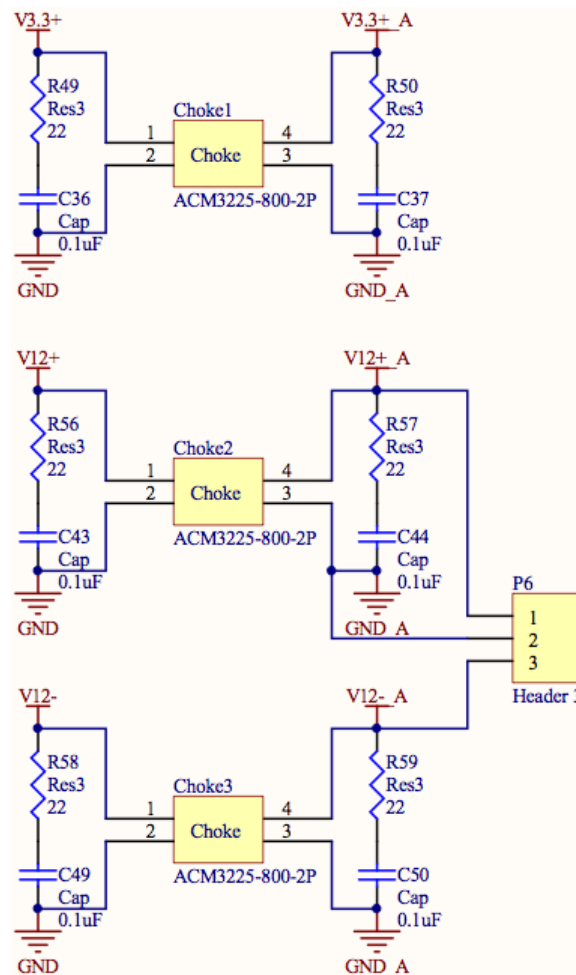 V3.3+
V3.3+_A
R49
Res3
22
Choke1
1
2
Choke
4
3
ACM3225-800-2P
R50
Res3
22
C36
Cap
0.1uF
C37
Cap
0.1uF
GND
GND_A
V12+
V12+_A
R56
Res3
22
Choke2
1
2
Choke
4
3
ACM3225-800-2P
R57
Res3
22
C43
Cap
0.1uF
C44
Cap
0.1uF
GND
GND_A
P6
1
2
3
Header 3
V12-
V12-_A
R58
Res3
22
Choke3
1
2
Choke
4
3
ACM3225-800-2P
R59
Res3
22
C49
Cap
0.1uF
C50
Cap
0.1uF
GND
GND_A